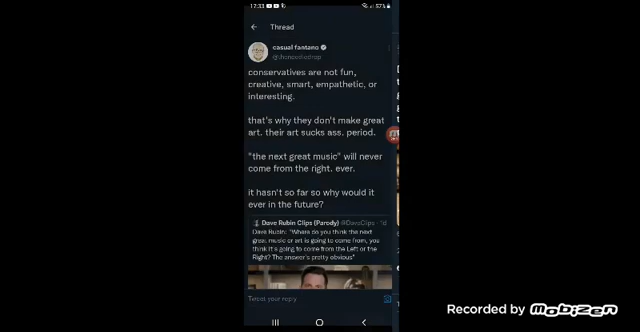 17:33
57%
Thread
casual fantano
conservatives are not fun,
creative, smart, empathetic, or
interesting.
that's why they don't make great
art. their art sucks ass. period.
"the next great music" will never
come from the right. ever.
it hasn't so far so why would it
ever in the future?
Dave Rubin Clips (Parody) @DaveClips
Dave Rubin: "Where do you think the next
great music or art is going to come from, you
think it's going to come from the Left or the
Right? The answer's pretty obvious"
Tweet your reply
Recorded by Mobizen